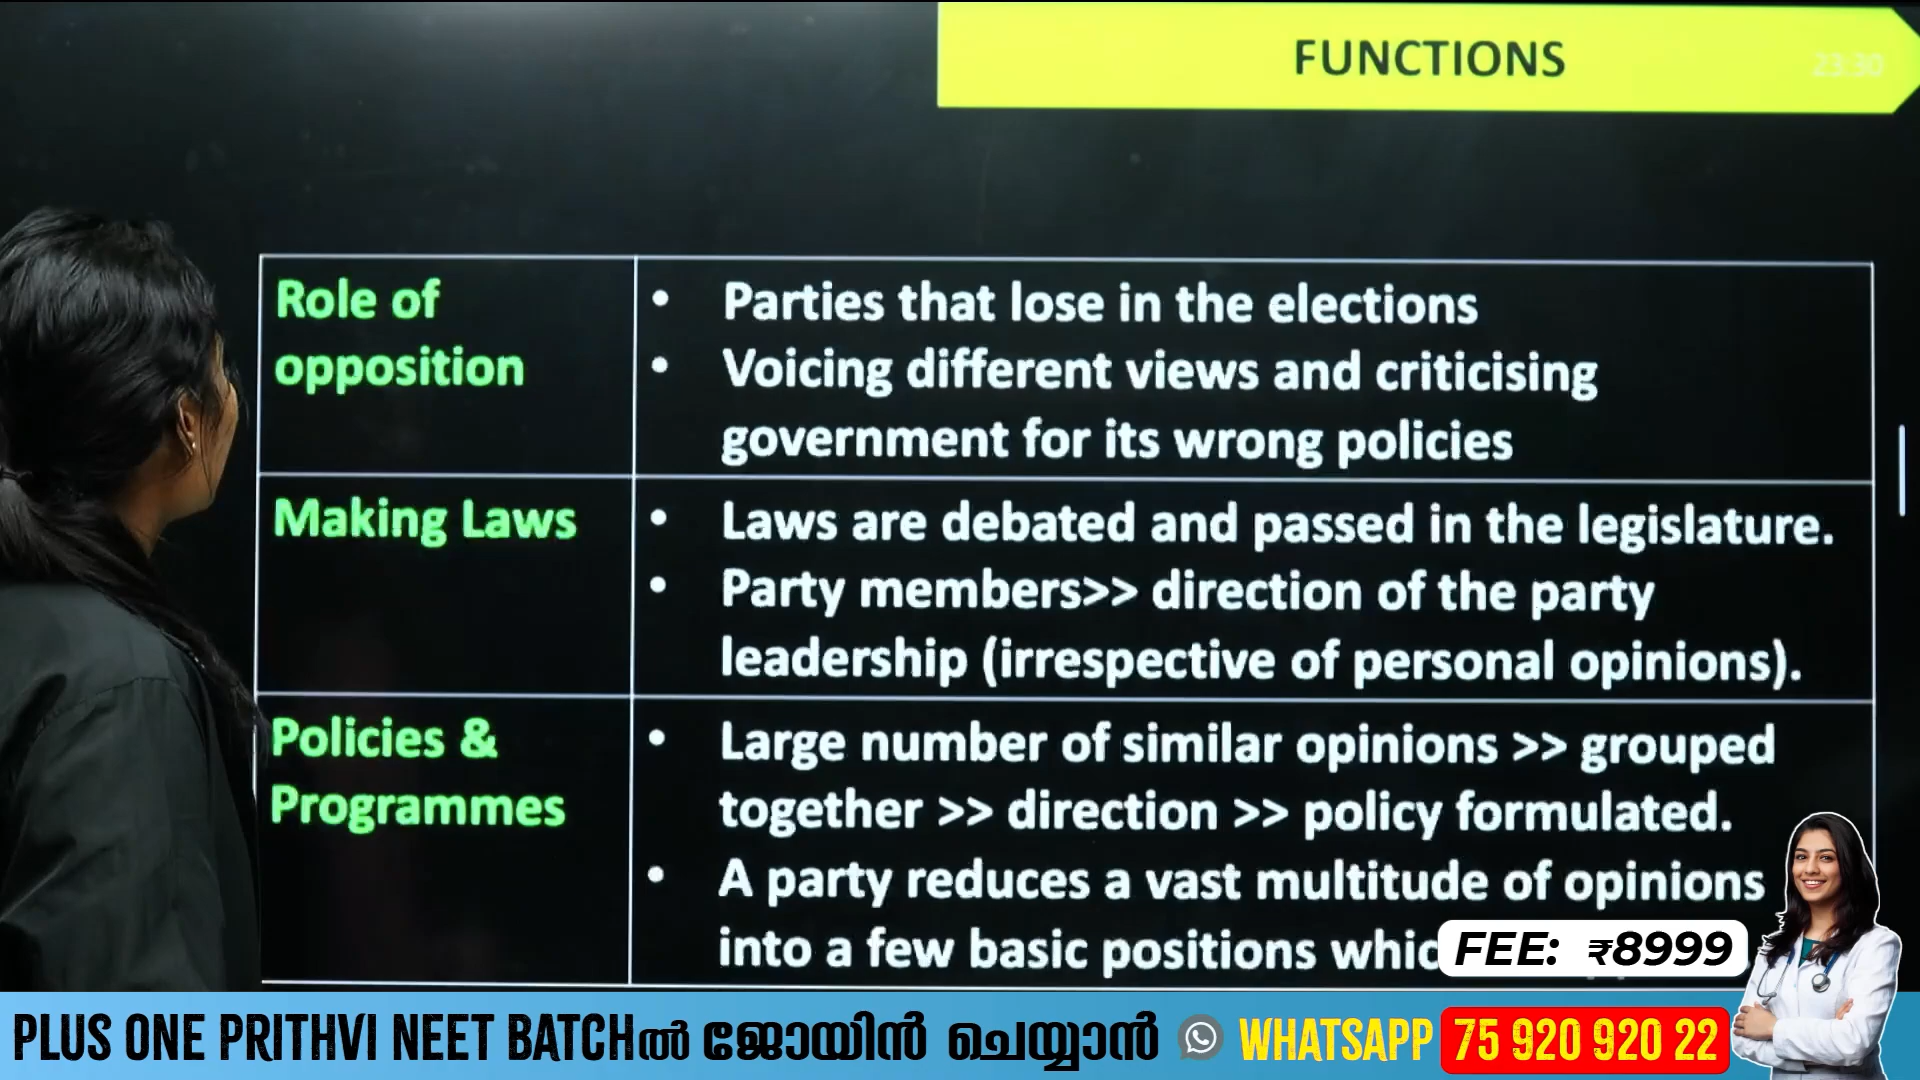 FUNCTIONS
23:30
Role of
opposition
• Parties that lose in the elections
• Voicing different views and criticising
government for its wrong policies
Making Laws
• Laws are debated and passed in the legislature.
• Party members>> direction of the party
leadership (irrespective of personal opinions).
Policies &
Programmes
• Large number of similar opinions >> grouped
together >> direction >> policy formulated.
• A party reduces a vast multitude of opinions
into a few basic positions
FEE: ₹8999
PLUS ONE PRITHVI NEET BATCHൽ ജോയിൻ ചെയ്യാൻ WHATSAPP 75 920 920 22